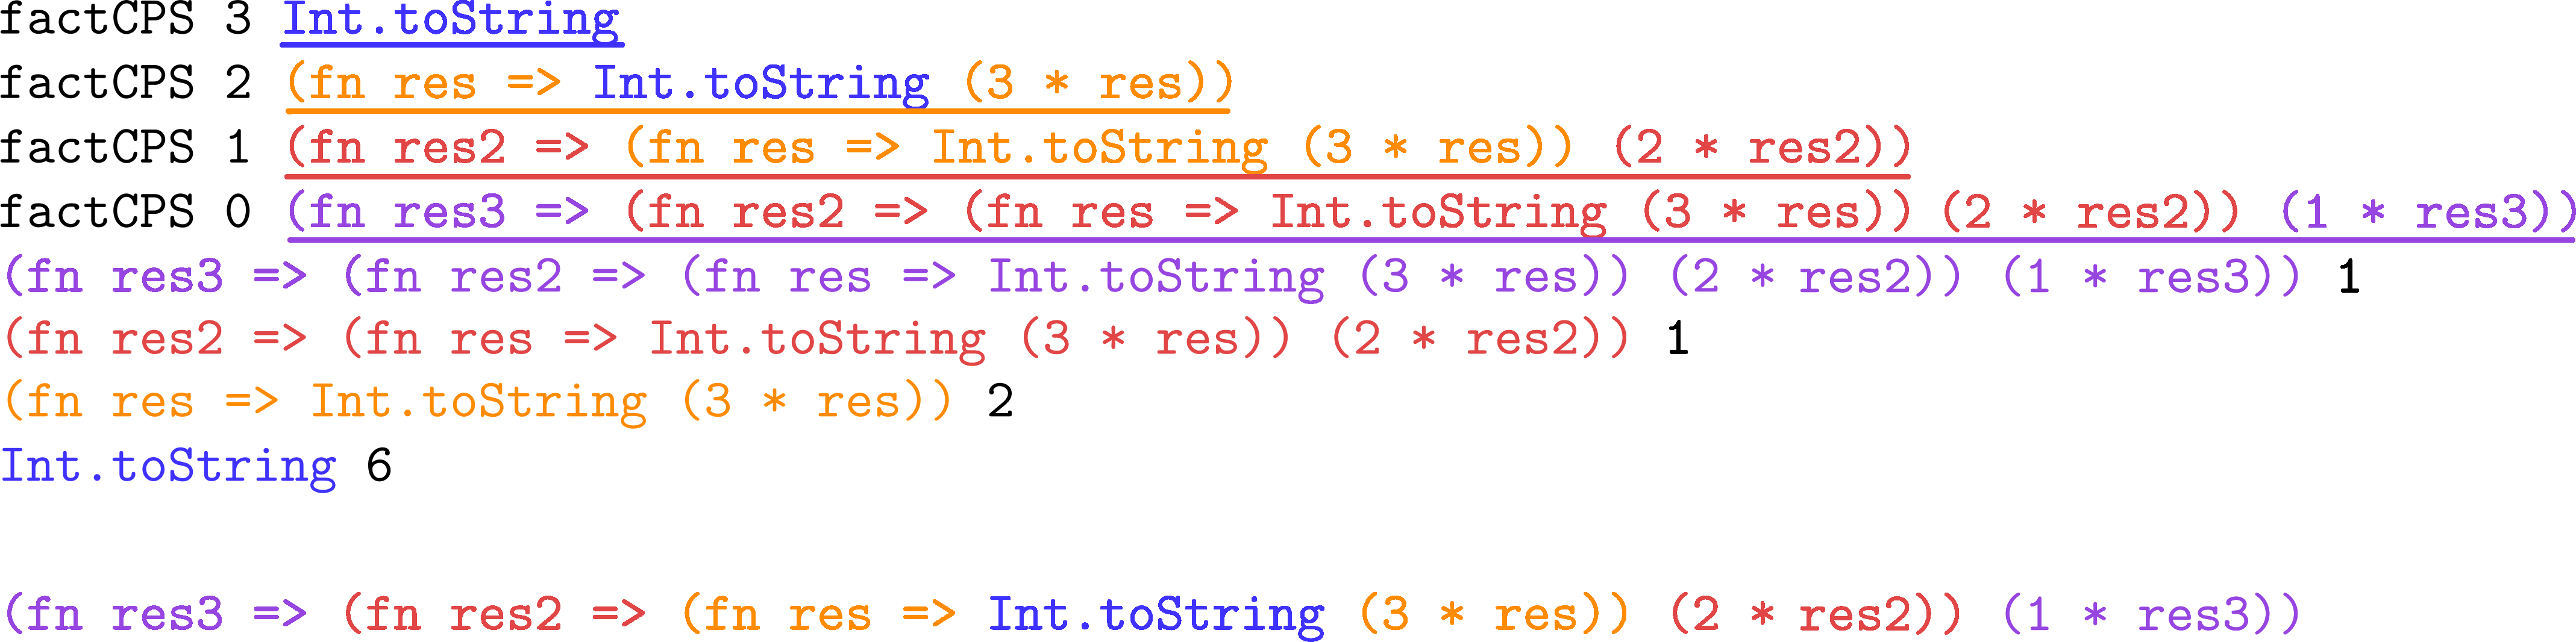 factCPS 3 Int.toString
factCPS 2 (fn res => Int.toString (3 * res))
factCPS 1 (fn res2 => (fn res => Int.toString (3 * res)) (2 * res2))
factCPS 0 (fn res3 => (fn res2 => (fn res => Int.toString (3 * res)) (2 * res2)) (1 * res3))
(fn res3 => (fn res2 => (fn res => Int.toString (3 * res)) (2 * res2)) (1 * res3)) 1
(fn res2 => (fn res => Int.toString (3 * res)) (2 * res2)) 1
(fn res => Int.toString (3 * res)) 2
Int.toString 6
(fn res3 => (fn res2 => (fn res => Int.toString (3 * res)) (2 * res2)) (1 * res3))